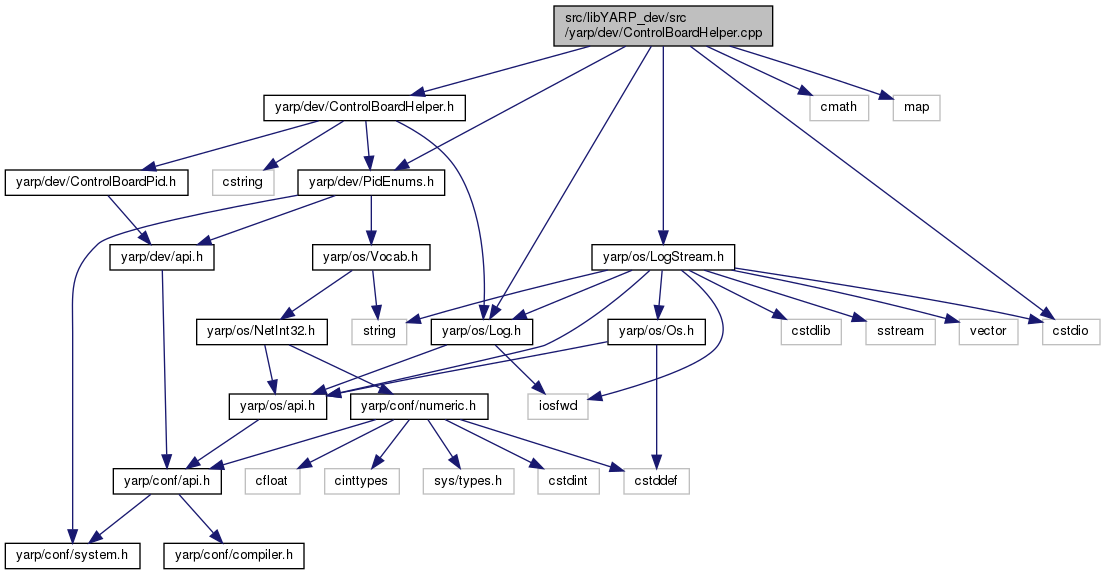 src/libYARP_dev/src
/yarp/dev/ControlBoardHelper.cpp
yarp/dev/ControlBoardHelper.h
cmath
map
yarp/dev/ControlBoardPid.h
cstring
yarp/dev/PidEnums.h
yarp/dev/api.h
yarp/os/Vocab.h
yarp/os/LogStream.h
yarp/os/NetInt32.h
string
yarp/os/Log.h
yarp/os/Os.h
cstdlib
sstream
vector
cstdio
yarp/os/api.h
yarp/conf/numeric.h
iosfwd
yarp/conf/api.h
cfloat
cinttypes
sys/types.h
cstdint
cstddef
yarp/conf/system.h
yarp/conf/compiler.h